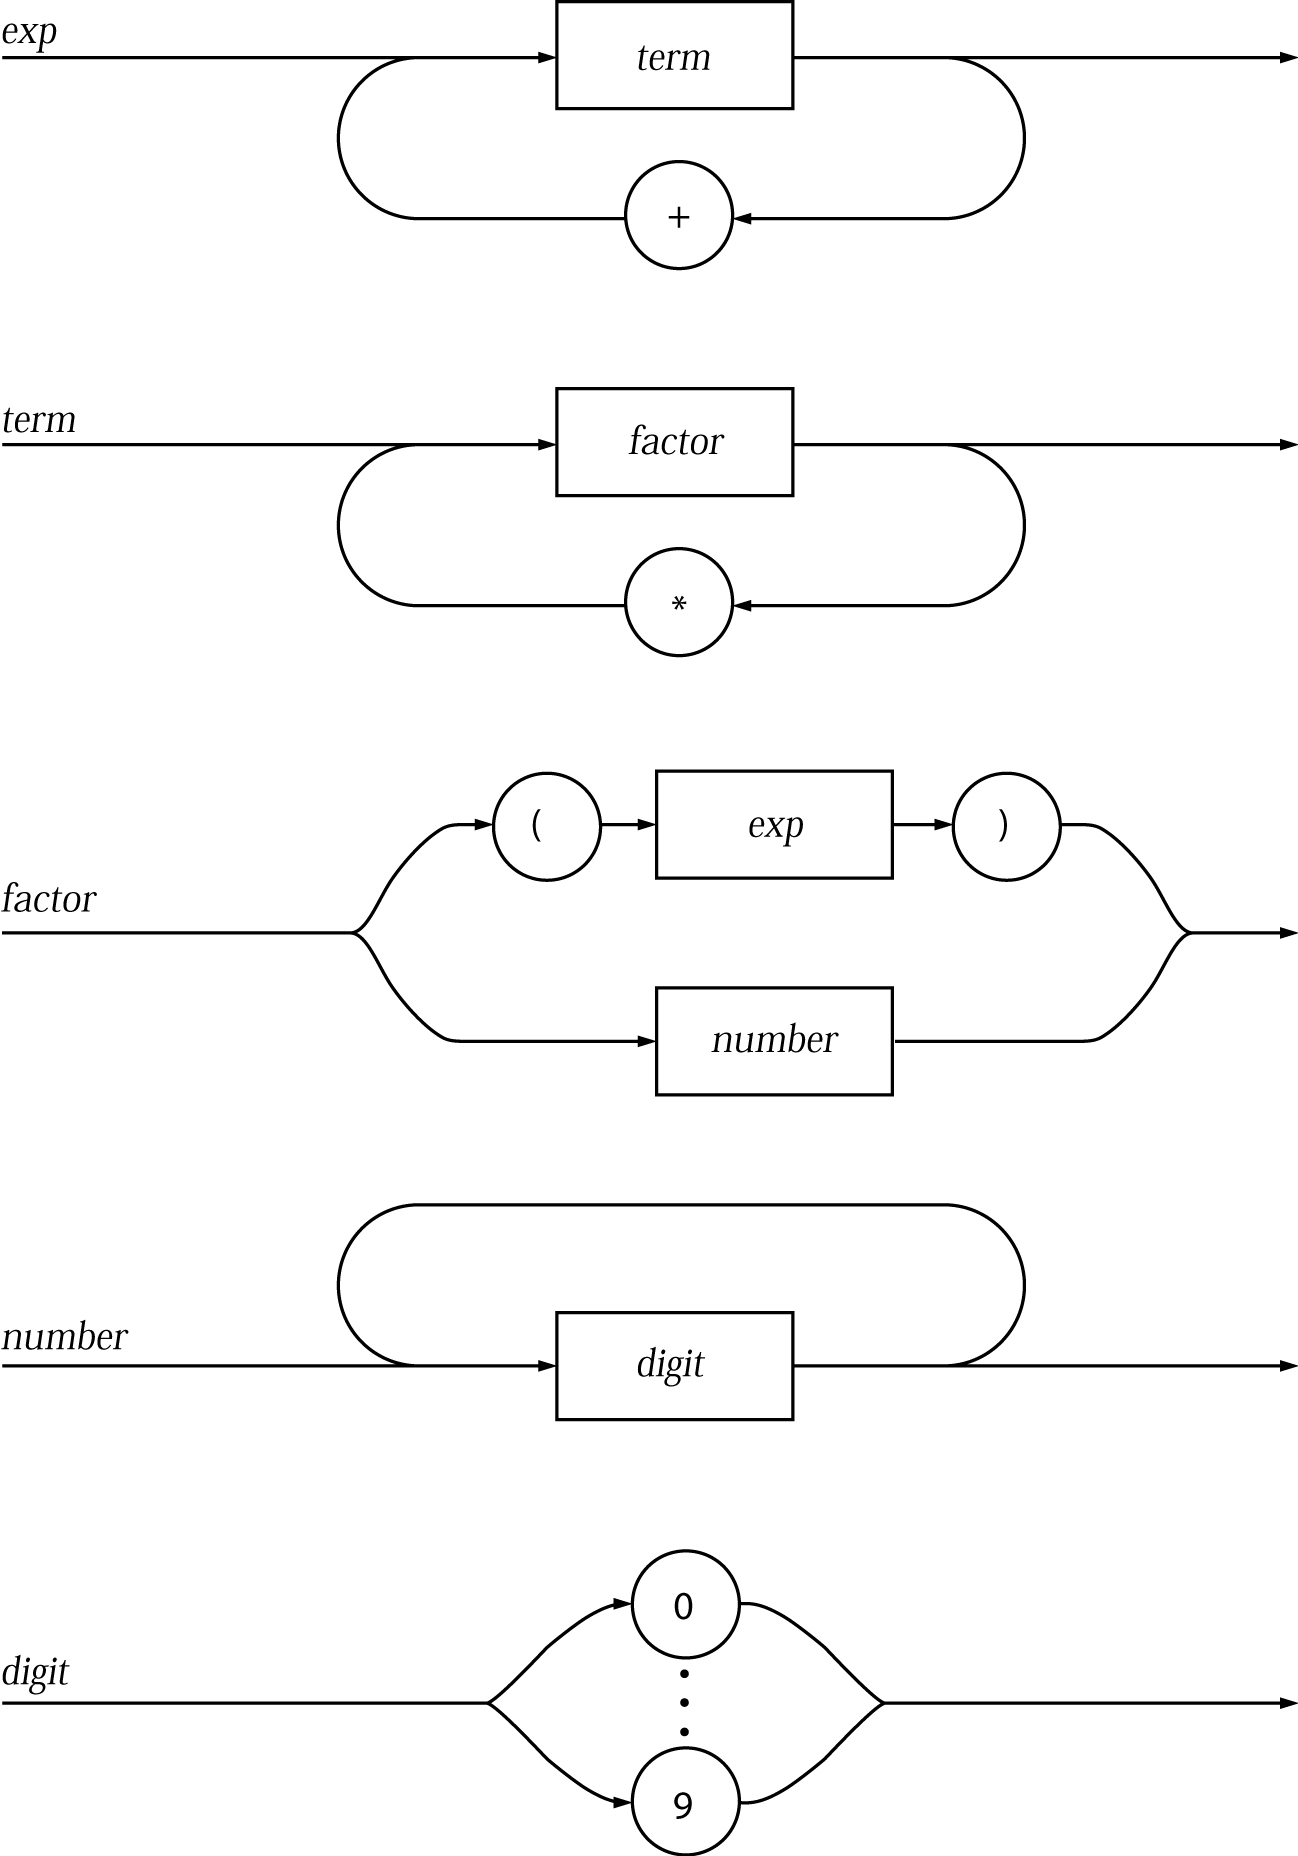 exp
term
+
term
factor
*
( exp )
factor
number
number
digit
0
digit
9